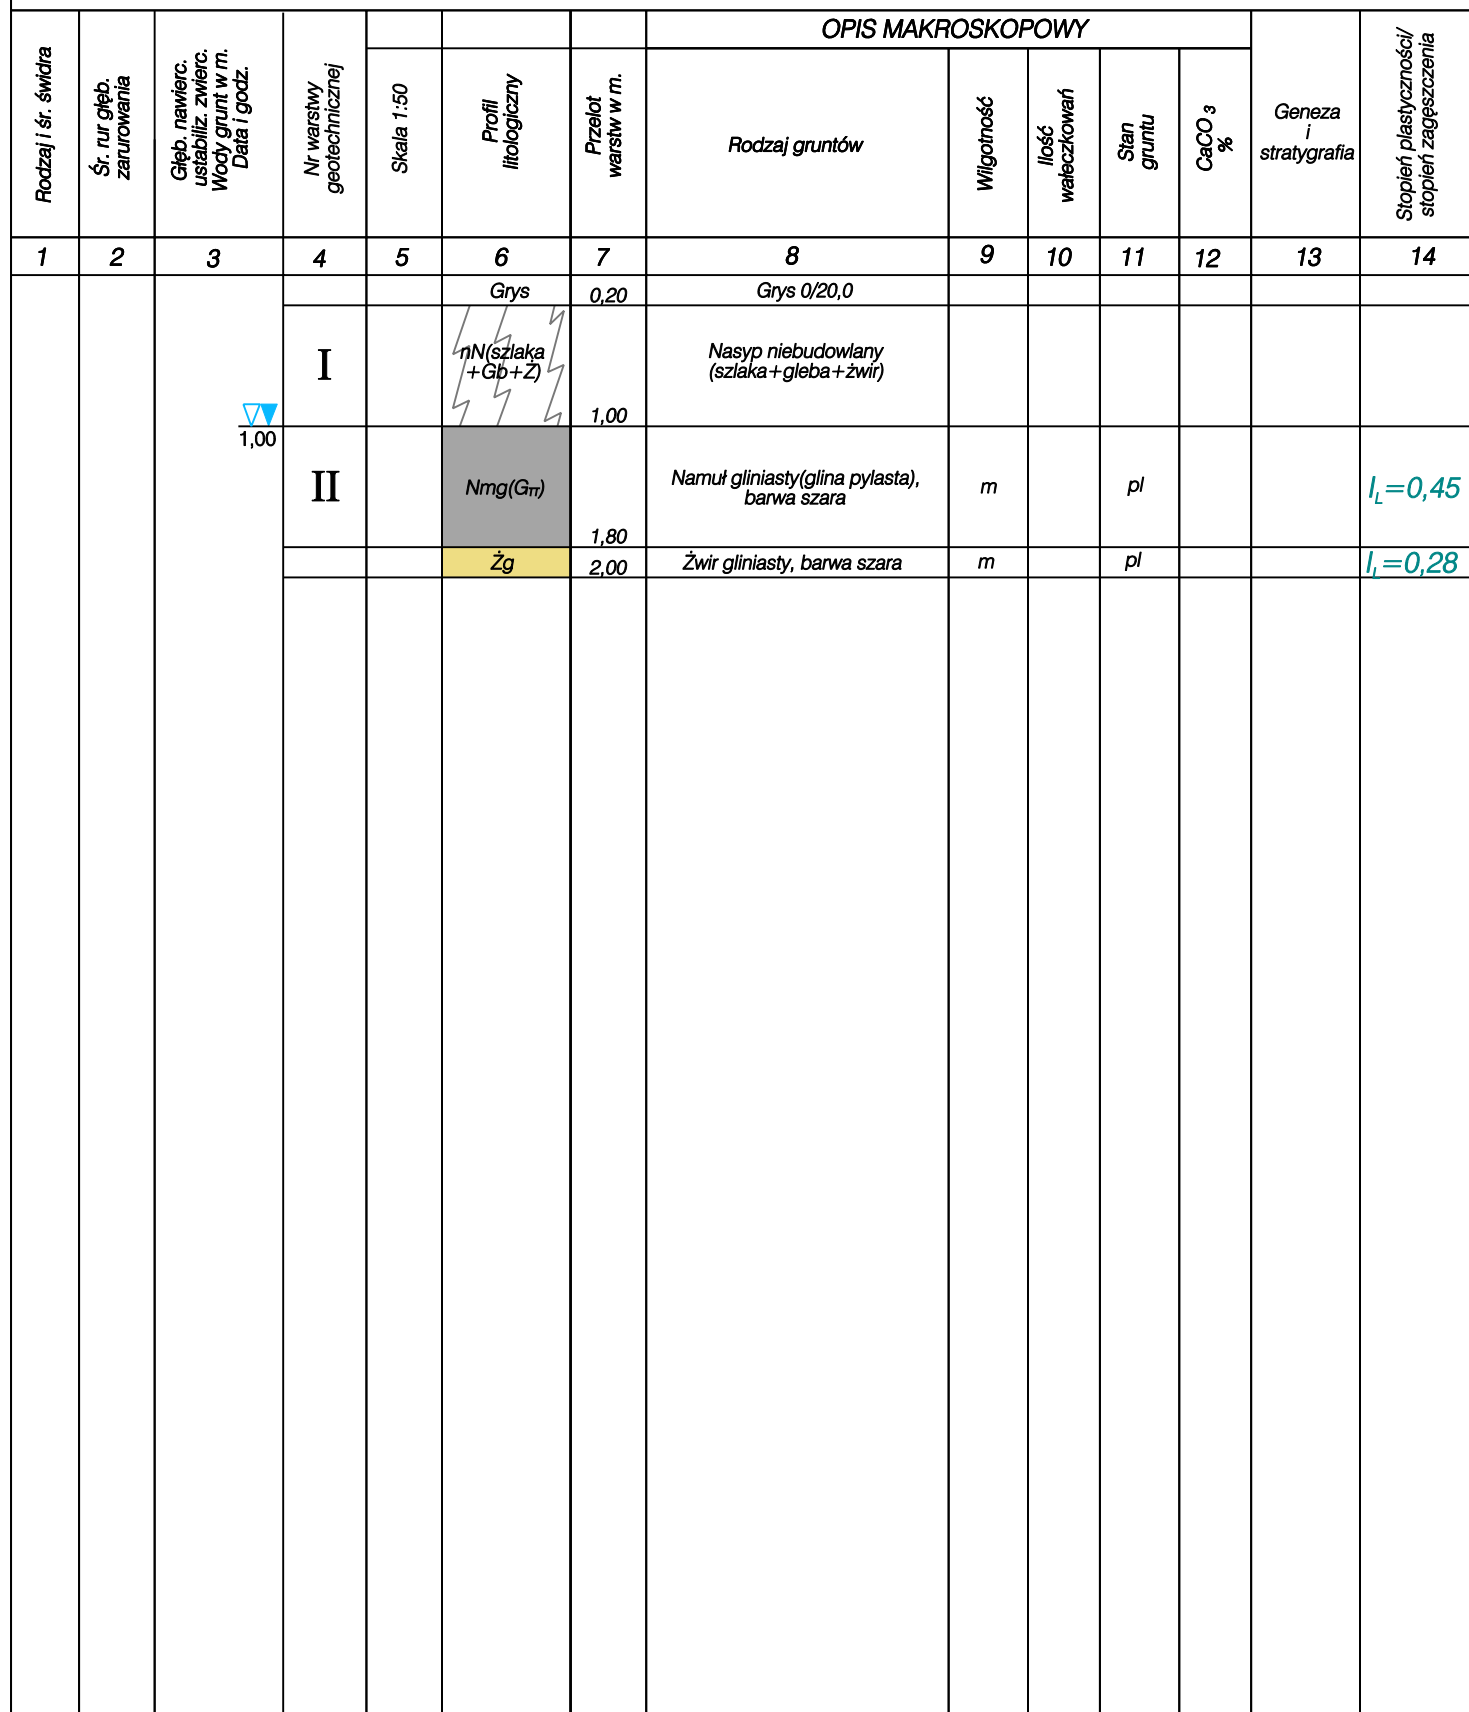 OPIS MAKROSKOPOWY
Rodzaj i śr. świdra
Śr. rur głęb.
zarurowania
Głęb. nawierc.
ustabiliz. zwierc.
Wody grunt w m.
Data i godz.
Nr warstwy
geotechnicznej
Skala 1:50
Profil
litologiczny
Przelot
warstw w m.
Rodzaj gruntów
Wilgotność
Ilość
wałeczkowań
Stan
gruntu
CaCO3
%
Geneza
i
stratygrafia
Stopień plastyczności/
stopień zagęszczenia
1 2 3 4 5 6 7 8 9 10 11 12 13 14
Grys 0,20 Grys 0/20,0
I
nN(szlaka
+Gb+Ż)
Nasyp niebudowlany
(szlaka+gleba+żwir)
1,00
1,00
II
Nmg(Gπ)
Namuł gliniasty(glina pylasta),
barwa szara
m
pl
IL=0,45
1,80
Żg 2,00 Żwir gliniasty, barwa szara m pl IL=0,28